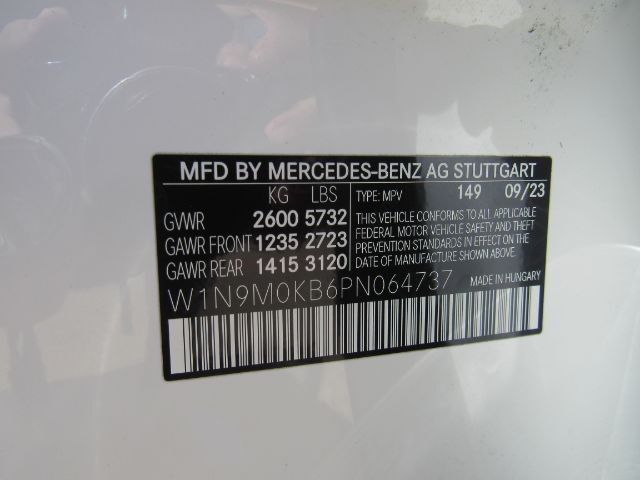 MFD BY MERCEDES-BENZ AG STUTTGART
KG LBS TYPE: MPV 149 09/23
GVWR 2600 5732
GAWR FRONT 1235 2723
GAWR REAR 1415 3120
THIS VEHICLE CONFORMS TO ALL APPLICABLE
FEDERAL MOTOR VEHICLE SAFETY AND THEFT
PREVENTION STANDARDS IN EFFECT ON THE
DATE OF MANUFACTURE SHOWN ABOVE.
W1N9M0KB6PN064737 MADE IN HUNGARY